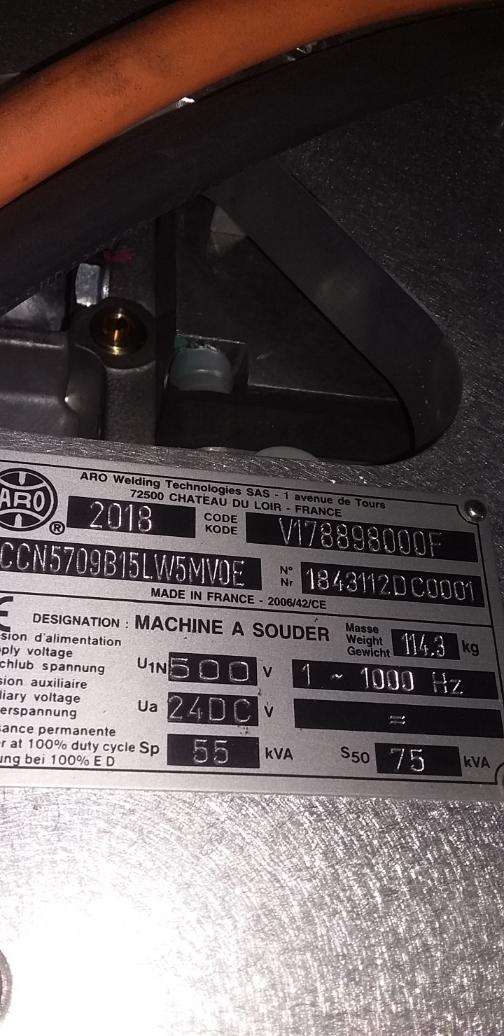 ARO Welding Technologies SAS - 1 avenue de Tours
72500 CHATEAU DU LOIR - FRANCE
ARO ® 2018 CODE KODE V178898000F
CCN5709B15LW5MV0E N° Nr 1843112DC0001
MADE IN FRANCE - 2006/42/CE
CE DESIGNATION : MACHINE A SOUDER Masse Weight Gewicht 114.3 kg
sion d'alimentation
ply voltage U1N 500 V 1 ~ 1000 Hz
chlub spannung
sion auxiliaire
liary voltage Ua 24DC V =
erspannung
sance permanente
er at 100% duty cycle Sp 55 kVA S50 75 kVA
ung bei 100% E D